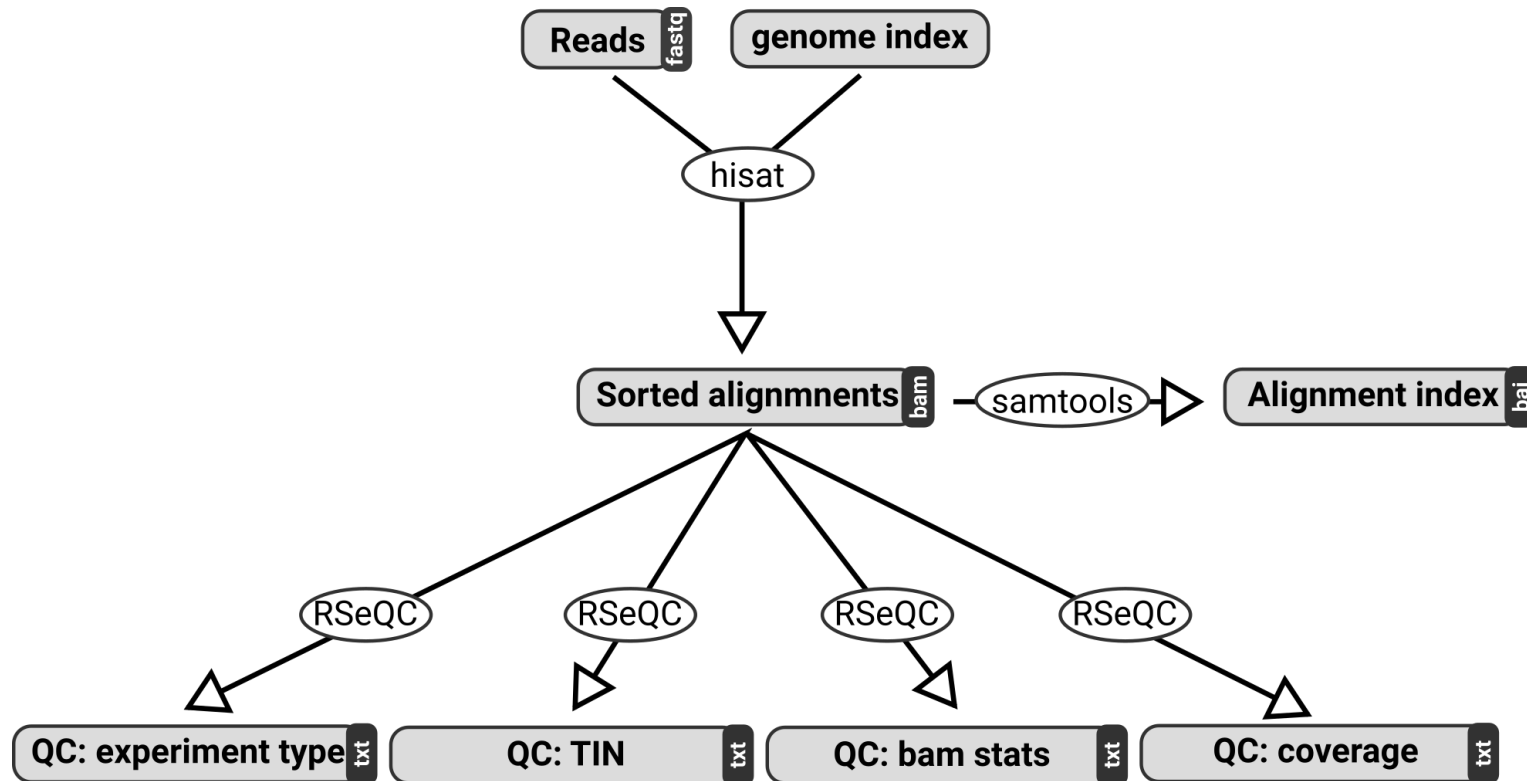 Reads
fastq
genome index
hisat
Sorted alignmnents
bam
samtools
Alignment index
bai
RSeQC
RSeQC
RSeQC
RSeQC
QC: experiment type
txt
QC: TIN
txt
QC: bam stats
txt
QC: coverage
txt